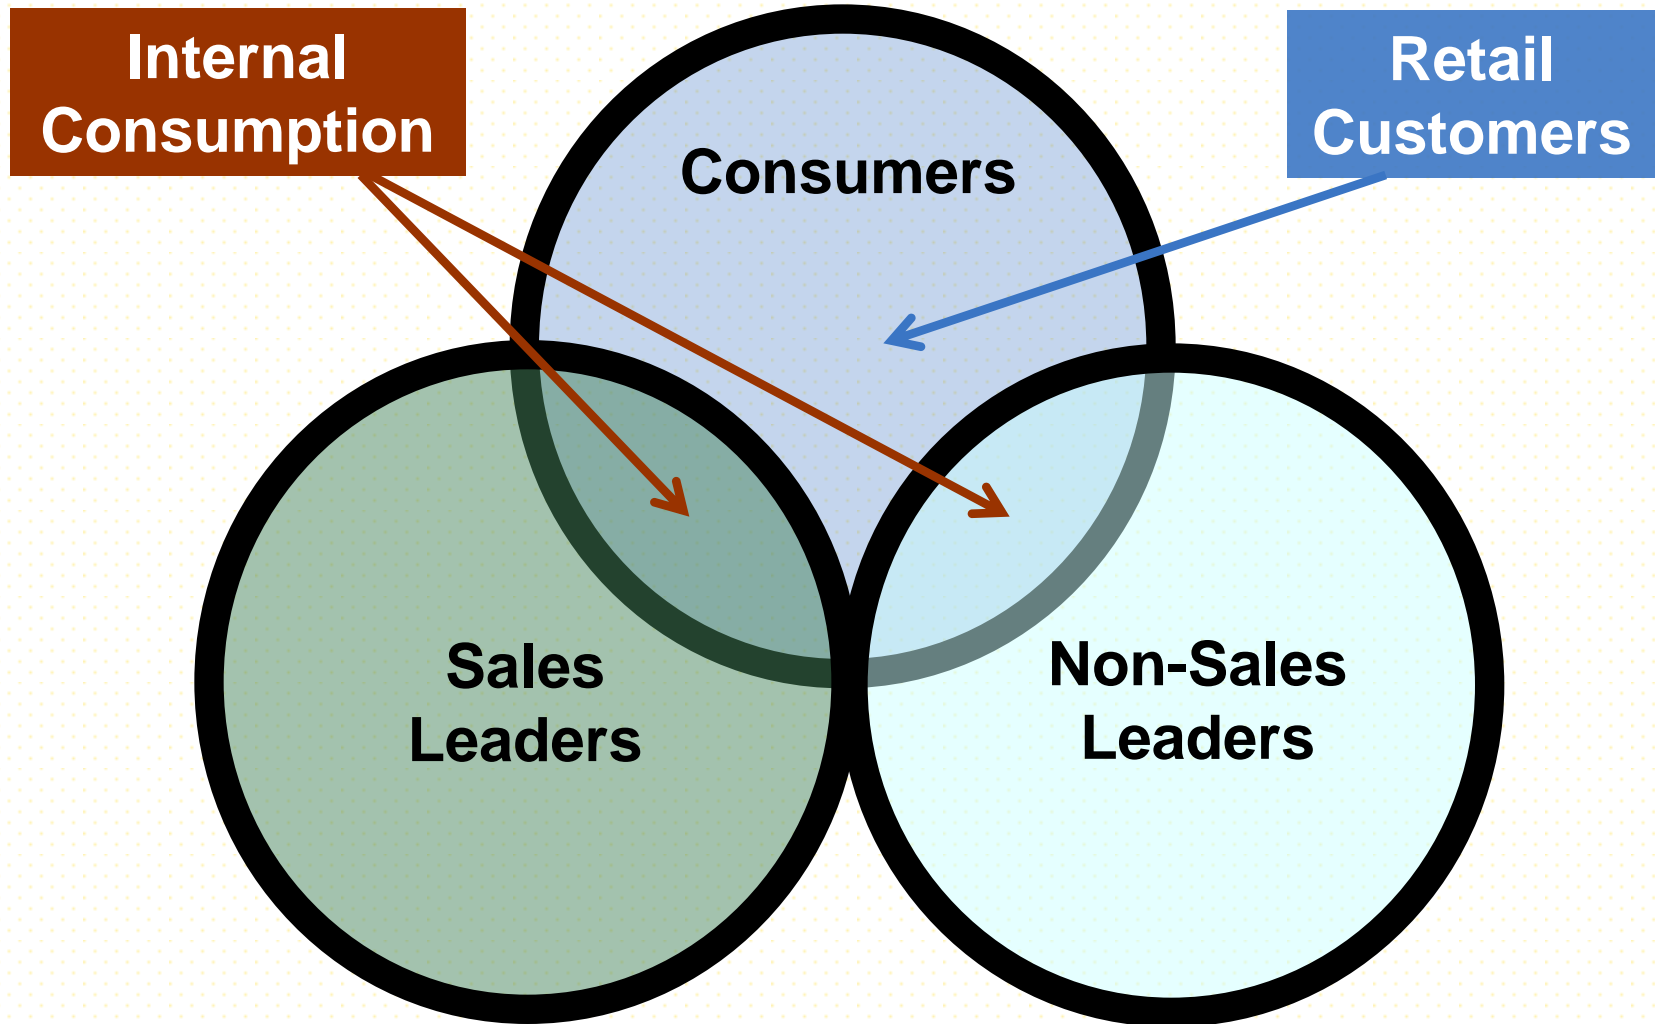 Internal
Consumption
Retail
Customers
Consumers
Sales
Leaders
Non-Sales
Leaders